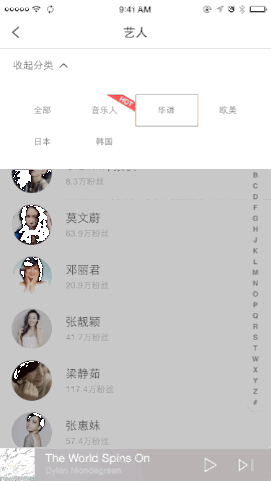 9:41 AM
艺人
收起分类
全部
音乐人
HOT
华语
欧美
日本
韩国
8.3万粉丝
莫文蔚
63.9万粉丝
邓丽君
20.9万粉丝
张靓颖
41.7万粉丝
梁静茹
117.4万粉丝
张惠妹
57.4万粉丝
B
C
D
F
G
H
J
K
L
M
N
O
P
Q
R
S
T
W
X
Y
Z
#
The World Spins On
Dylan Mondegreen